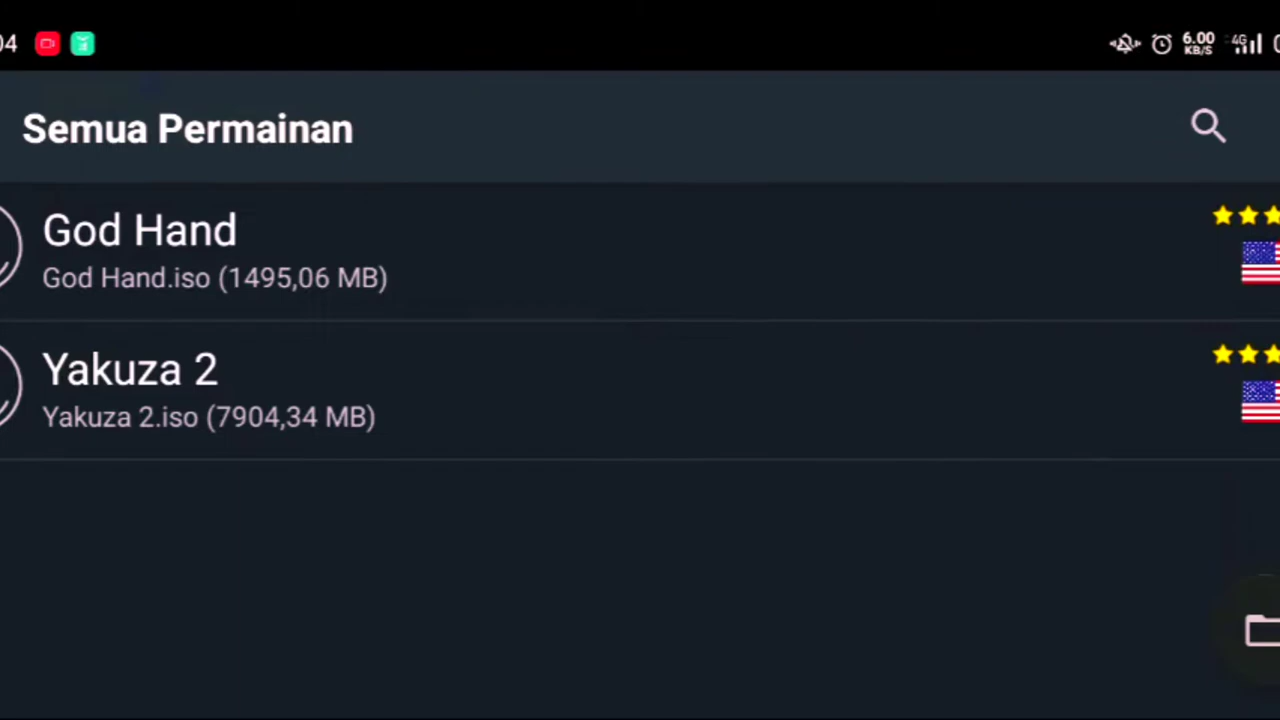 04
6.00
KB/S
4G
Semua Permainan
God Hand
God Hand.iso (1495,06 MB)
Yakuza 2
Yakuza 2.iso (7904,34 MB)